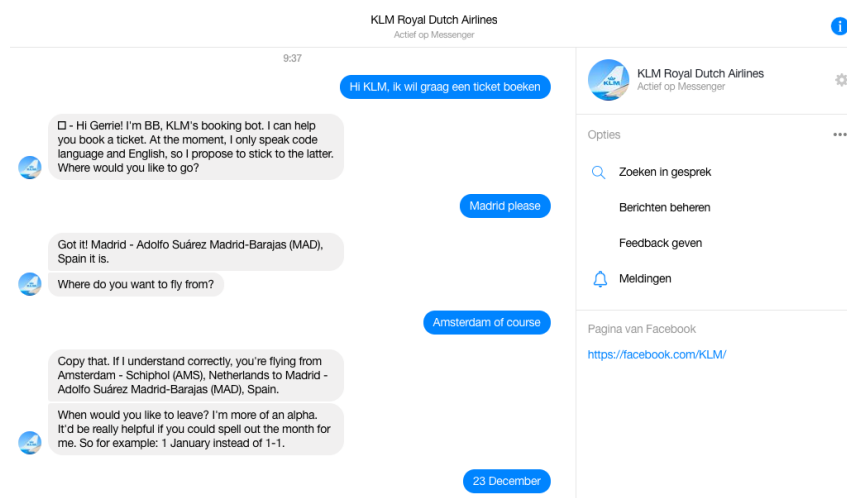 KLM Royal Dutch Airlines
Actief op Messenger
9:37
Hi KLM, ik wil graag een ticket boeken
- Hi Gerrie! I'm BB, KLM's booking bot. I can help
you book a ticket. At the moment, I only speak code
language and English, so I propose to stick to the latter.
Where would you like to go?
Madrid please
Got it! Madrid - Adolfo Suárez Madrid-Barajas (MAD),
Spain it is.
Where do you want to fly from?
Amsterdam of course
Copy that. If I understand correctly, you're flying from
Amsterdam - Schiphol (AMS), Netherlands to Madrid -
Adolfo Suárez Madrid-Barajas (MAD), Spain.
When would you like to leave? I'm more of an alpha.
It'd be really helpful if you could spell out the month for
me. So for example: 1 January instead of 1-1.
23 December
KLM Royal Dutch Airlines
Actief op Messenger
Opties
Zoeken in gesprek
Berichten beheren
Feedback geven
Meldingen
Pagina van Facebook
https://facebook.com/KLM/